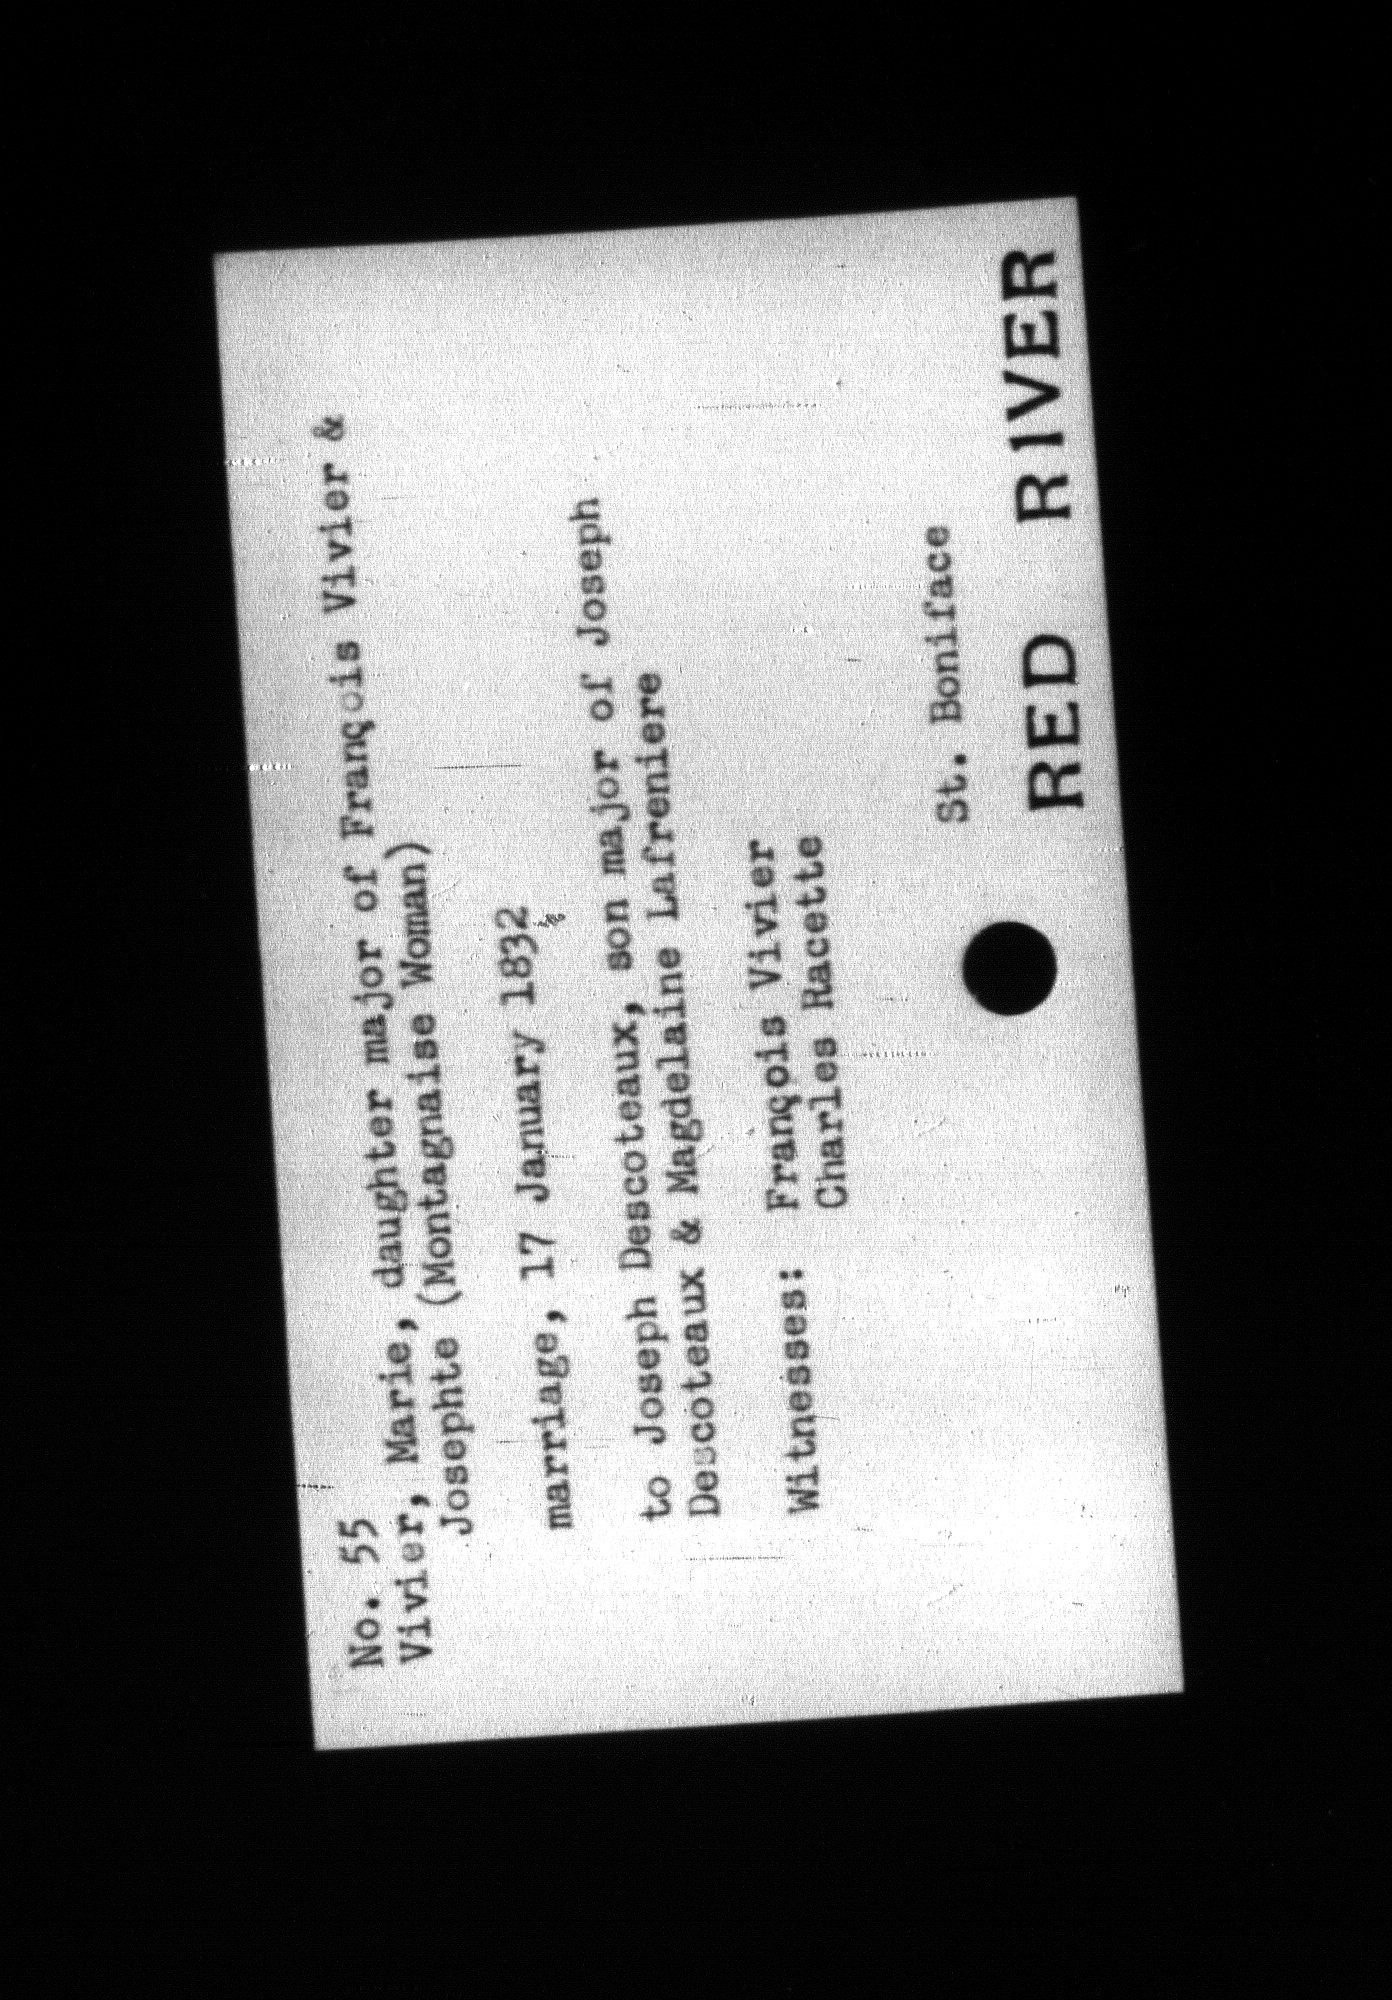 No. 55
Vivier, Marie, daughter major of François Vivier &
Josephte (Montagnaise Woman)
marriage, 17 January 1832
to Joseph Descoteaux, son major of Joseph
Descoteaux & Magdelaine Lafreniere
Witnesses: François Vivier
Charles Racette
St. Boniface
RED RIVER